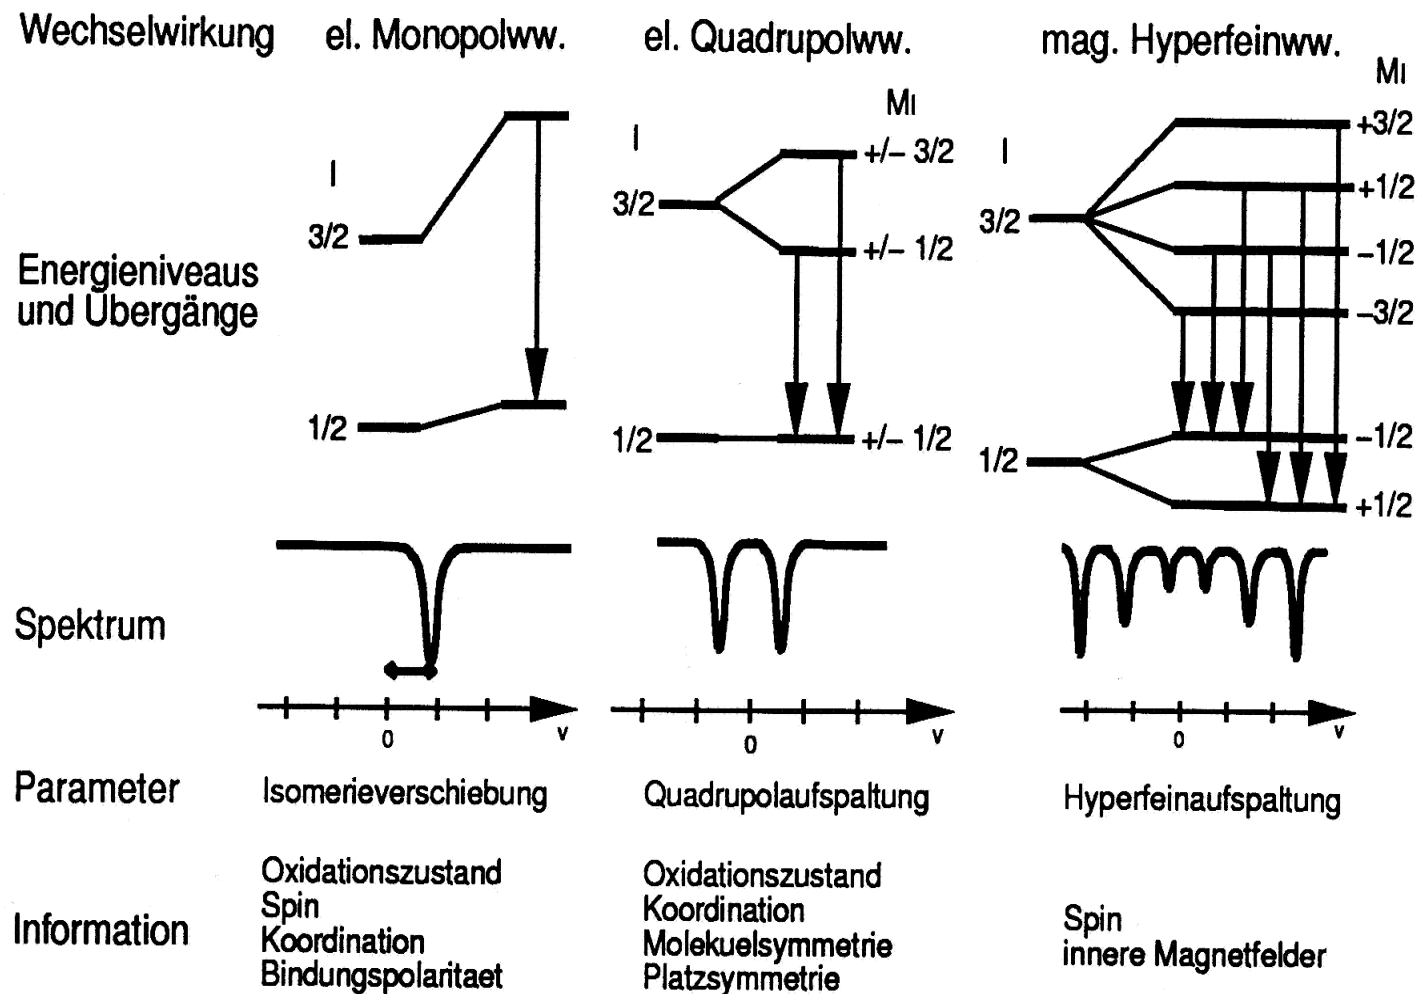 Wechselwirkung
el. Monopolww.
el. Quadrupolww.
mag. Hyperfeinww.
Energieniveaus
und Übergänge
I
3/2
1/2
I
MI
3/2
+/− 3/2
+/− 1/2
1/2
+/− 1/2
I
MI
3/2
+3/2
+1/2
−1/2
−3/2
1/2
−1/2
+1/2
Spektrum
0
v
0
v
0
v
Parameter
Isomerieverschiebung
Quadrupolaufspaltung
Hyperfeinaufspaltung
Information
Oxidationszustand
Spin
Koordination
Bindungspolaritaet
Oxidationszustand
Koordination
Molekuelsymmetrie
Platzsymmetrie
Spin
innere Magnetfelder